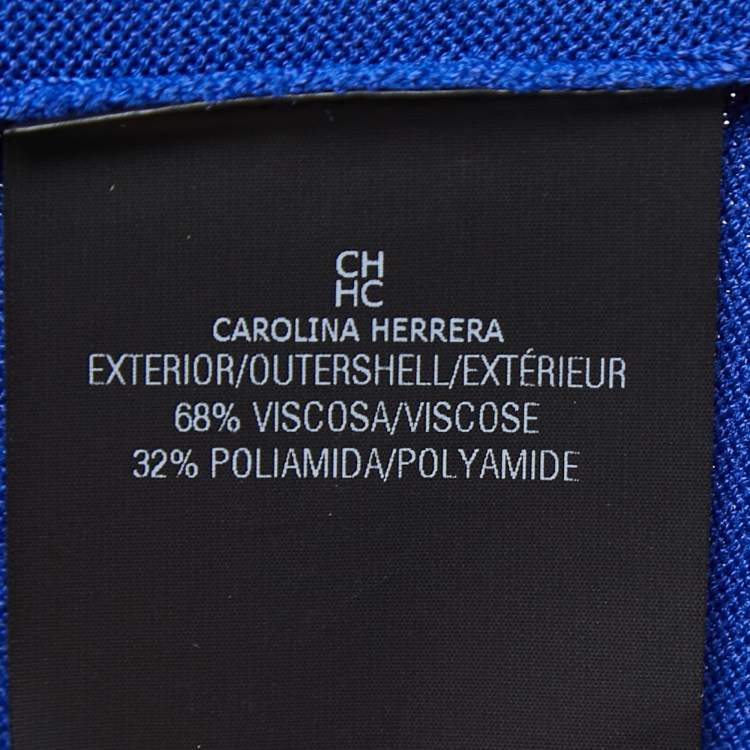 CH
HC
CAROLINA HERRERA
EXTERIOR/OUTERSHELL/EXTÉRIEUR
68% VISCOSA/VISCOSE
32% POLIAMIDA/POLYAMIDE